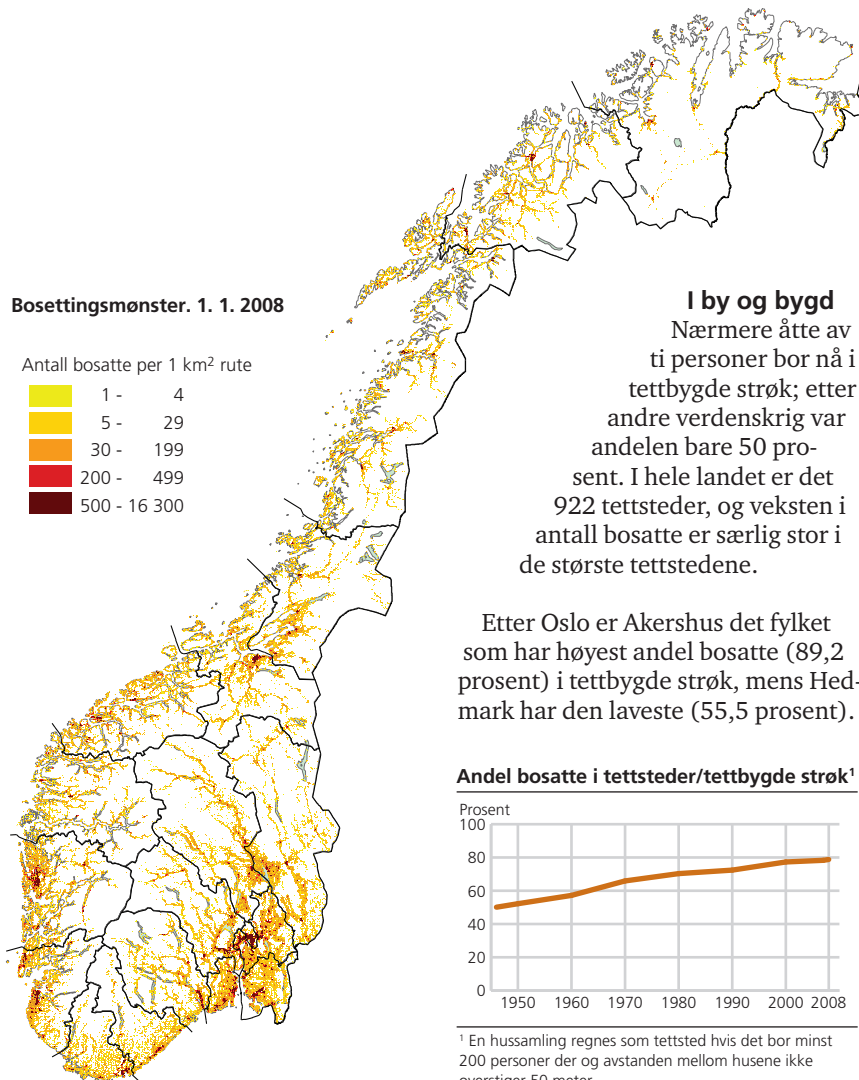 Bosettingsmønster. 1. 1. 2008
Antall bosatte per 1 km² rute
1 - 4
5 - 29
30 - 199
200 - 499
500 - 16 300
I by og bygd
Nærmere åtte av
ti personer bor nå i
tettbygde strøk; etter
andre verdenskrig var
andelen bare 50 pro-
sent. I hele landet er det
922 tettsteder, og veksten i
antall bosatte er særlig stor i
de største tettstedene.
Etter Oslo er Akershus det fylket
som har høyest andel bosatte (89,2
prosent) i tettbygde strøk, mens Hed-
mark har den laveste (55,5 prosent).
Andel bosatte i tettsteder/tettbygde strøk¹
Prosent
100
80
60
40
20
0
1950 1960 1970 1980 1990 2000 2008
¹ En hussamling regnes som tettsted hvis det bor minst
200 personer der og avstanden mellom husene ikke
overstiger 50 meter.